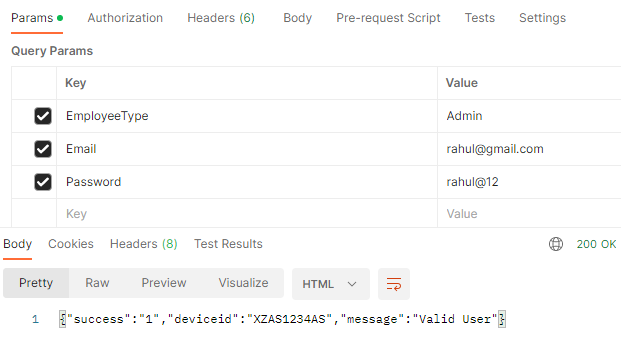 Params Authorization Headers (6) Body Pre-request Script Tests Settings
Query Params
Key Value
EmployeeType Admin
Email rahul@gmail.com
Password rahul@12
Key Value
Body Cookies Headers (8) Test Results 200 OK
Pretty Raw Preview Visualize HTML
1 {"success":"1","deviceid":"XZAS1234AS","message":"Valid User"}